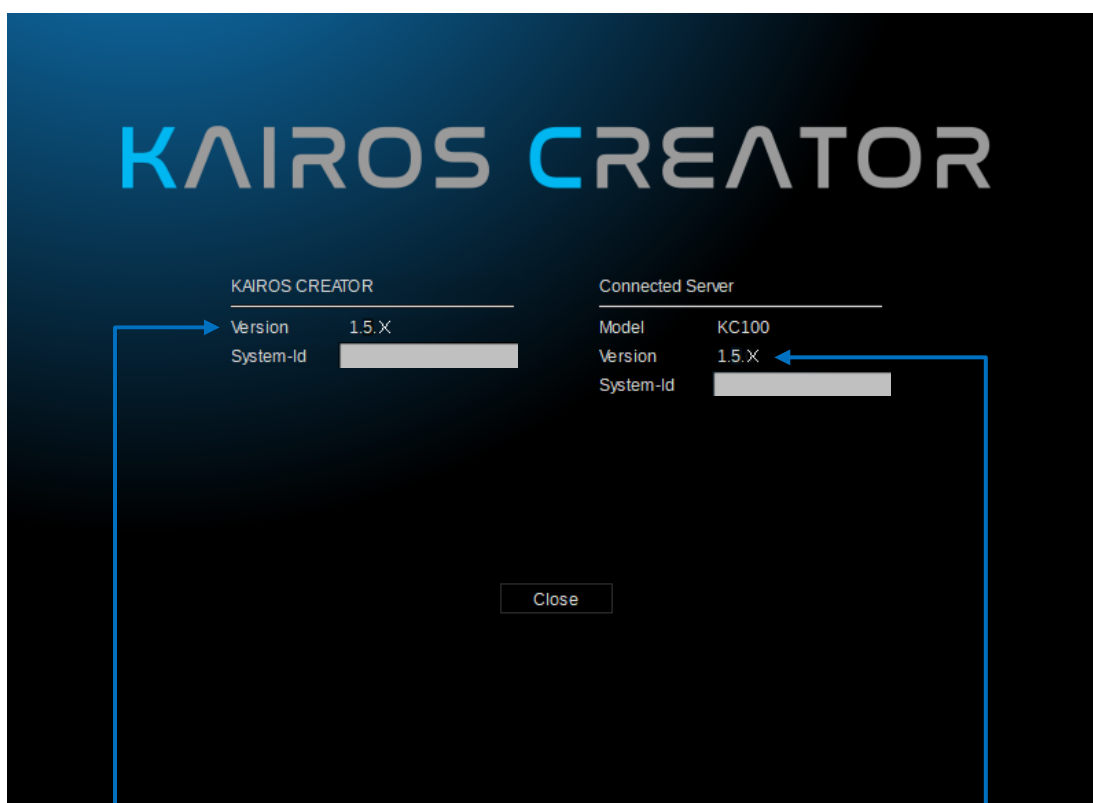 KAIROS CREATOR
KAIROS CREATOR
Version 1.5.X
System-Id
Connected Server
Model KC100
Version 1.5.X
System-Id
Close